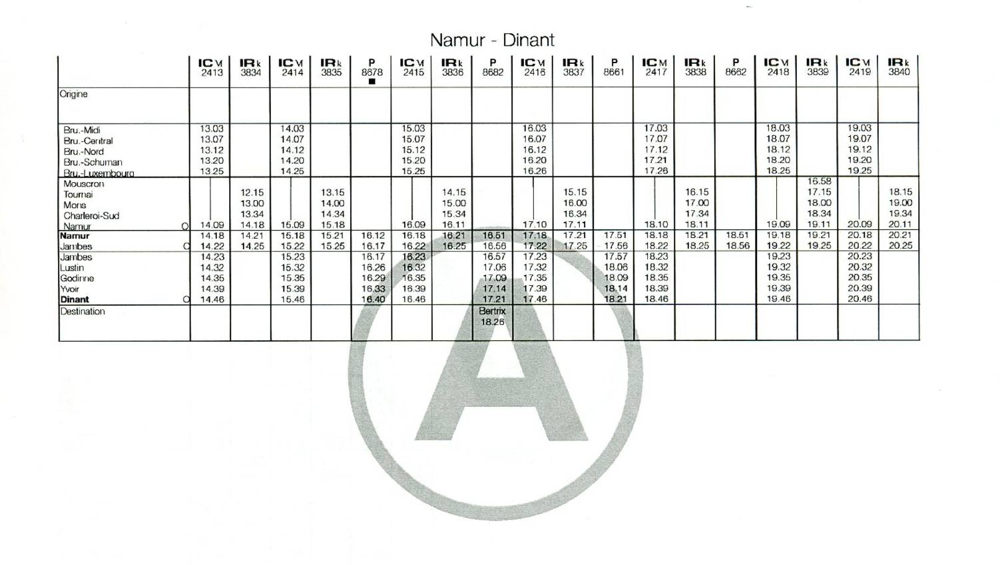 Namur - Dinant
IC M IR k IC M IR k P IC M IR k P IC M IR k P IC M IR k P IC M IR k IC M IR k
2413 3834 2414 3835 8678 2415 3836 8682 2416 3837 8661 2417 3838 8662 2418 3839 2419 3840
■
Origine
Bru.-Midi 13.03 14.03 15.03 16.03 17.03 18.03 19.03
Bru.-Central 13.07 14.07 15.07 16.07 17.07 18.07 19.07
Bru.-Nord 13.12 14.12 15.12 16.12 17.12 18.12 19.12
Bru.-Schuman 13.20 14.20 15.20 16.20 17.21 18.20 19.20
Bru.-Luxembourg 13.25 14.25 15.25 16.26 17.26 18.25 19.25
Mouscron 16.58
Tournai 12.15 13.15 14.15 15.15 16.15 17.15 18.15
Mons 13.00 14.00 15.00 16.00 17.00 18.00 19.00
Charleroi-Sud 13.34 14.34 15.34 16.34 17.34 18.34 19.34
Namur O 14.09 14.18 15.09 15.18 16.09 16.11 17.10 17.11 18.10 18.11 19.09 19.11 20.09 20.11
Namur 14.18 14.21 15.18 15.21 16.12 16.18 16.21 16.51 17.18 17.21 17.51 18.18 18.21 18.51 19.18 19.21 20.18 20.21
Jambes O 14.22 14.25 15.22 15.25 16.17 16.22 16.25 16.56 17.22 17.25 17.56 18.22 18.25 18.56 19.22 19.25 20.22 20.25
Jambes 14.23 15.23 16.17 16.23 16.57 17.23 17.57 18.23 19.23 20.23
Lustin 14.32 15.32 16.26 16.32 17.06 17.32 18.06 18.32 19.32 20.32
Godinne 14.35 15.35 16.29 16.35 17.09 17.35 18.09 18.35 19.35 20.35
Yvoir 14.39 15.39 16.33 16.39 17.14 17.39 18.14 18.39 19.39 20.39
Dinant O 14.46 15.46 16.40 16.46 17.21 17.46 18.21 18.46 19.46 20.46
Destination Bertrix
18.26
A